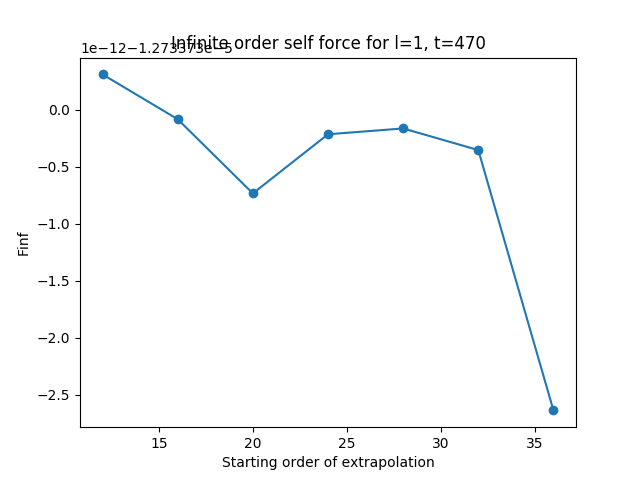 Infinite order self force for l=1, t=470
1e−12−1.273373e−5
0.0
−0.5
−1.0
−1.5
−2.0
−2.5
Finf
15 20 25 30 35
Starting order of extrapolation